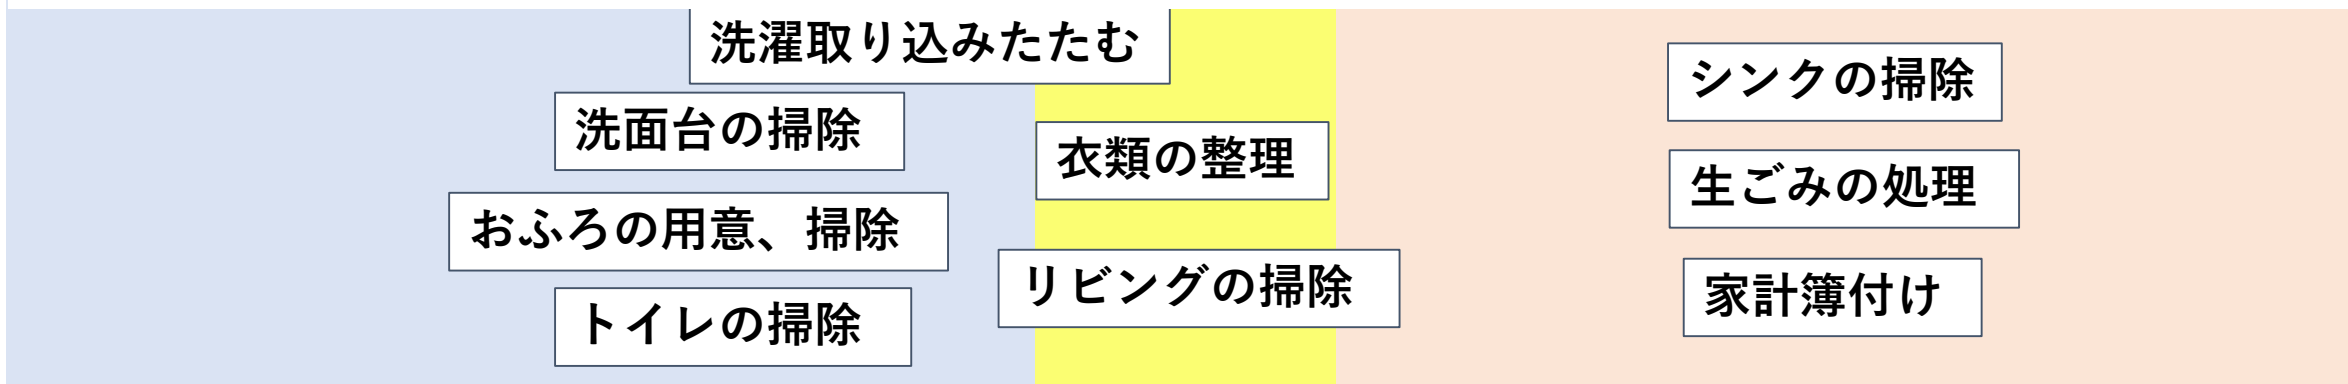 洗濯取り込みたたむ
洗面台の掃除
おふろの用意、掃除
トイレの掃除
衣類の整理
リビングの掃除
シンクの掃除
生ごみの処理
家計簿付け